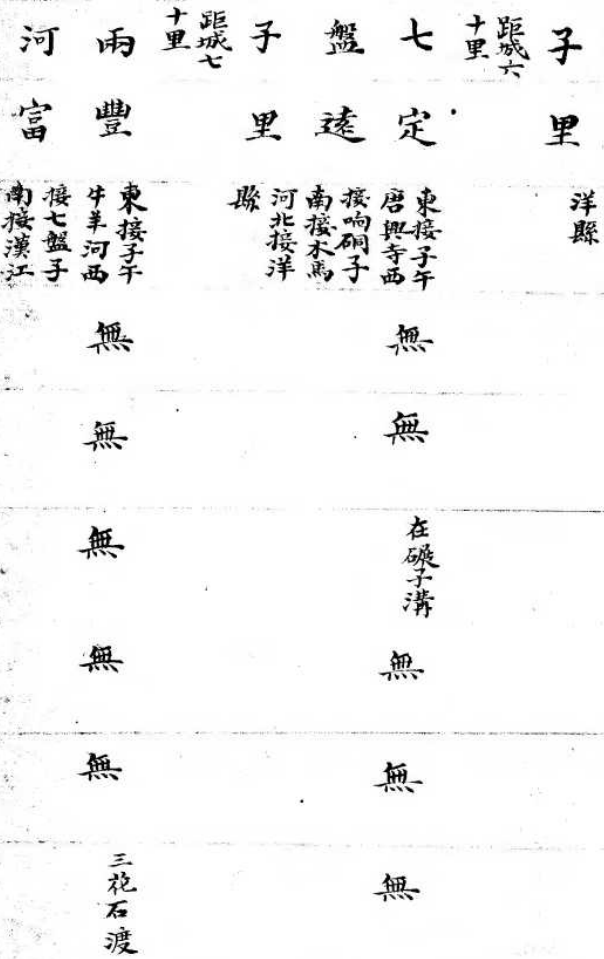 子
距城六
十里
里
洋縣
七
盤
子
距城七
十里
定
遠
里
東接子午
唐興寺西
接响硐子
南接木馬
河北接洋
縣
無
無
在碾子溝
無
無
無
兩
河
豐
富
東接子午
牛羊河西
接七盤子
南接漢江
無
無
無
無
無
三花石渡